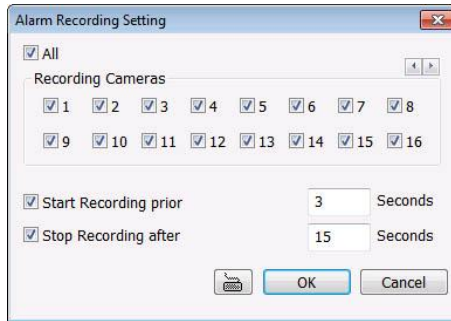 Alarm Recording Setting
All
Recording Cameras
1 2 3 4 5 6 7 8
9 10 11 12 13 14 15 16
Start Recording prior 3 Seconds
Stop Recording after 15 Seconds
OK Cancel